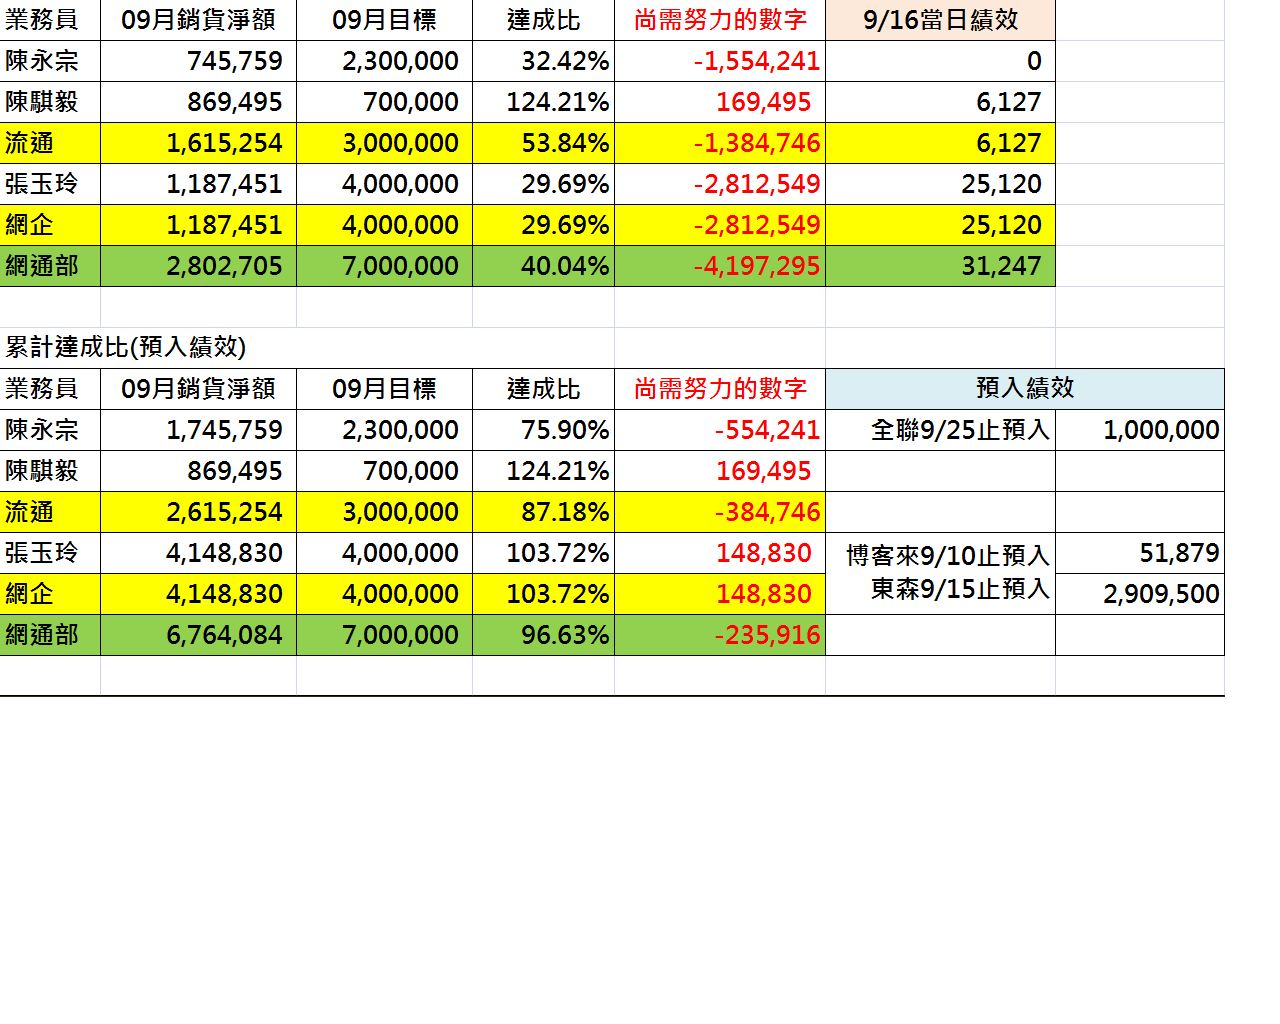 業務員 09月銷貨淨額 09月目標 達成比 尚需努力的數字 9/16當日績效
陳永宗 745,759 2,300,000 32.42% -1,554,241 0
陳騏毅 869,495 700,000 124.21% 169,495 6,127
流通 1,615,254 3,000,000 53.84% -1,384,746 6,127
張玉玲 1,187,451 4,000,000 29.69% -2,812,549 25,120
網企 1,187,451 4,000,000 29.69% -2,812,549 25,120
網通部 2,802,705 7,000,000 40.04% -4,197,295 31,247
累計達成比(預入績效)
業務員 09月銷貨淨額 09月目標 達成比 尚需努力的數字 預入績效
陳永宗 1,745,759 2,300,000 75.90% -554,241 全聯9/25止預入 1,000,000
陳騏毅 869,495 700,000 124.21% 169,495
流通 2,615,254 3,000,000 87.18% -384,746
張玉玲 4,148,830 4,000,000 103.72% 148,830 博客來9/10止預入 51,879
網企 4,148,830 4,000,000 103.72% 148,830 東森9/15止預入 2,909,500
網通部 6,764,084 7,000,000 96.63% -235,916